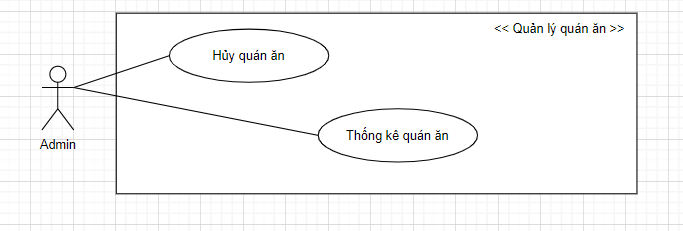 << Quản lý quán ăn >>
Hủy quán ăn
Thống kê quán ăn
Admin